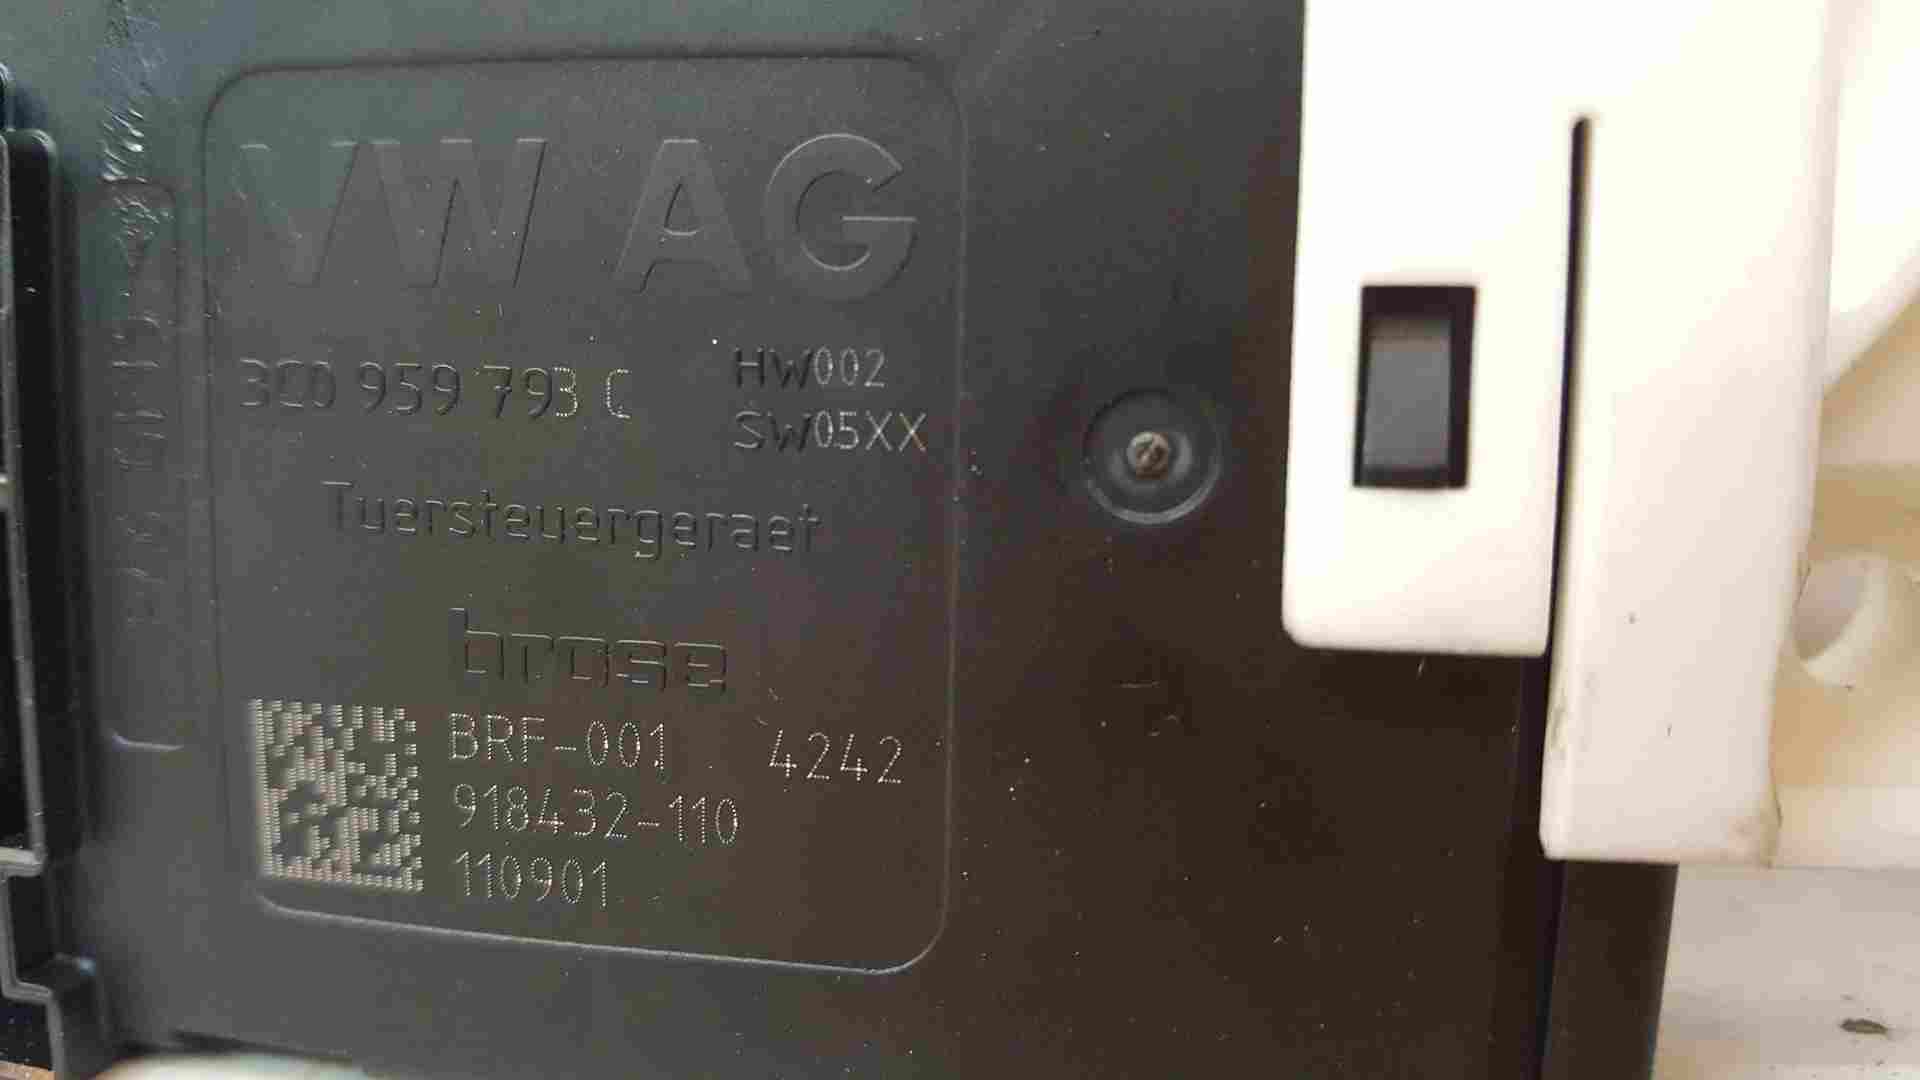 VW AG
3C0 959 793 C
HW002
SW05XX
Tuersteuergeraet
brose
BRF-001 4242
918432-110
110901